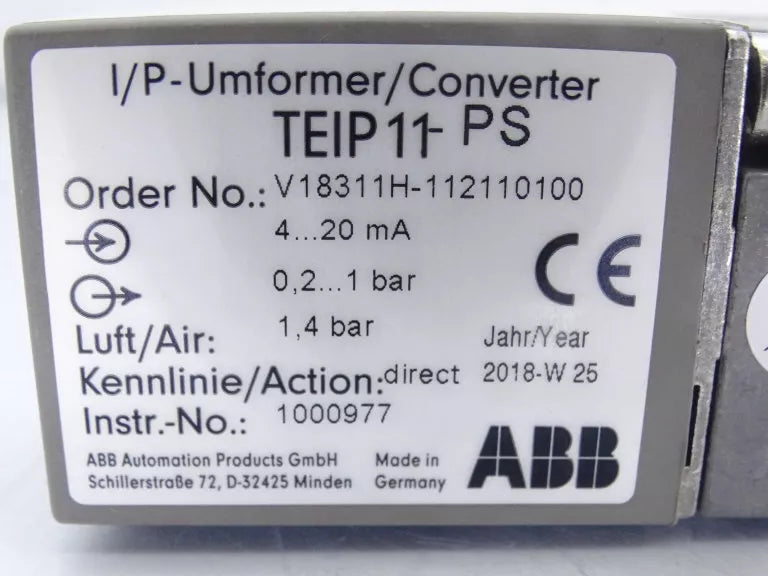 I/P-Umformer/Converter
TEIP11-PS
Order No.: V18311H-112110100
4...20 mA
0,2...1 bar
CE
Luft/Air: 1,4 bar
Jahr/Year
Kennlinie/Action: direct 2018-W 25
Instr.-No.: 1000977
ABB Automation Products GmbH Made in
Schillerstraße 72, D-32425 Minden Germany
ABB